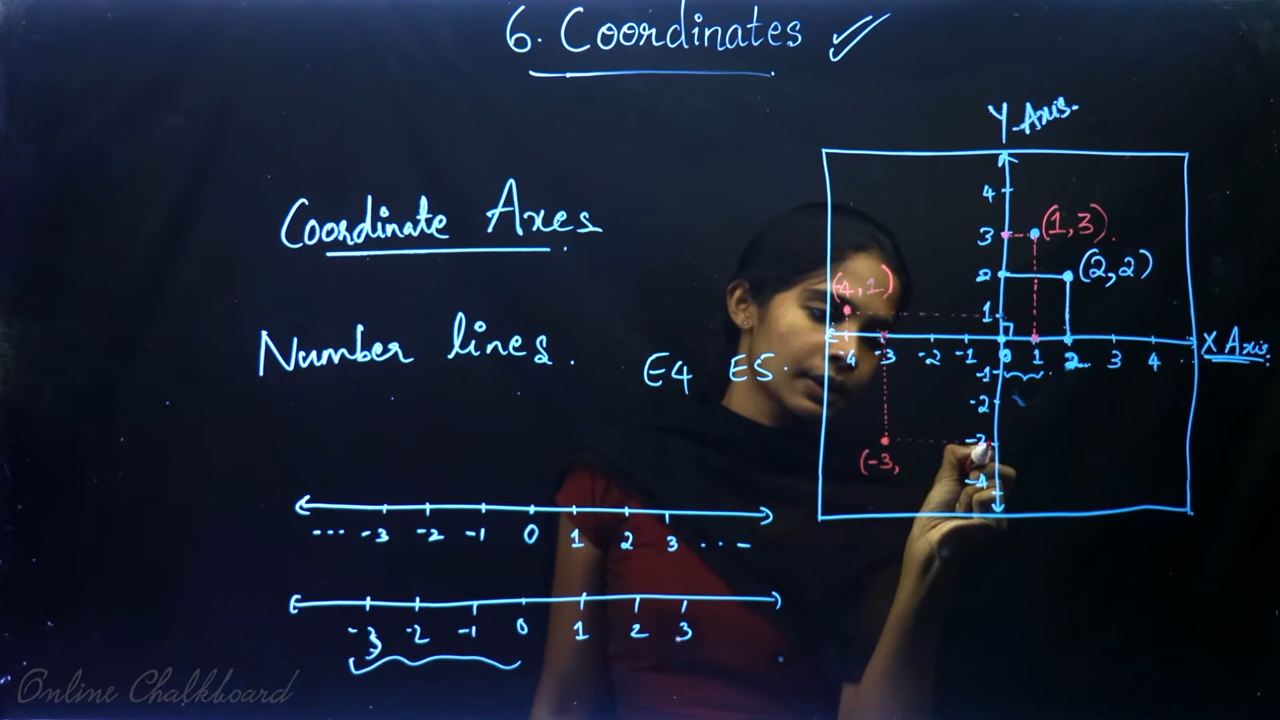 6. Coordinates
Y Axis.
Coordinate Axes
4
3
(1,3).
2
(2,2)
(-4,1)
1
Number lines.
-4 -3 -2 -1 0 1 2 3 4
X Axis
E4 E5.
-1
-2
-3
(-3,
-4
... -3 -2 -1 0 1 2 3 ...
-3 -2 -1 0 1 2 3
Online Chalkboard